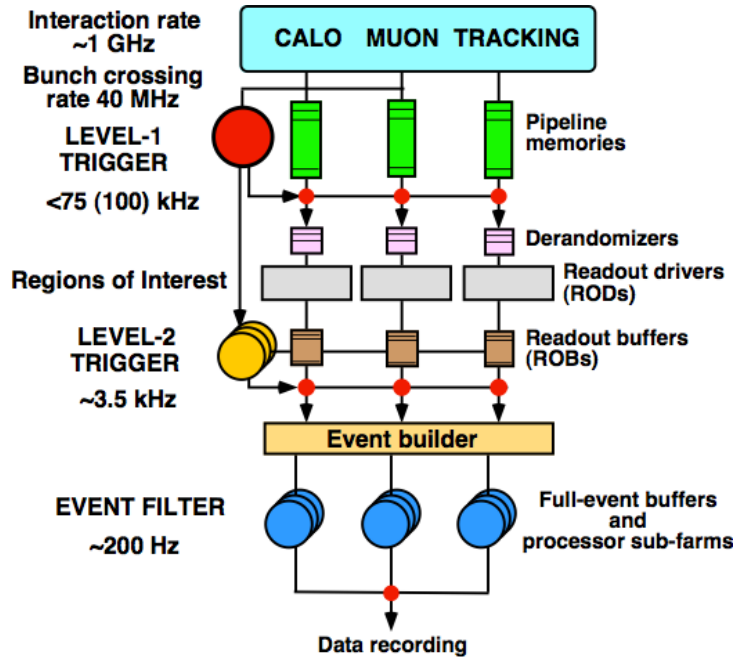 Interaction rate
~1 GHz
CALO MUON TRACKING
Bunch crossing
rate 40 MHz
LEVEL-1
TRIGGER
Pipeline
memories
<75 (100) kHz
Derandomizers
Regions of Interest
Readout drivers
(RODs)
LEVEL-2
TRIGGER
Readout buffers
(ROBs)
~3.5 kHz
Event builder
EVENT FILTER
~200 Hz
Full-event buffers
and
processor sub-farms
Data recording